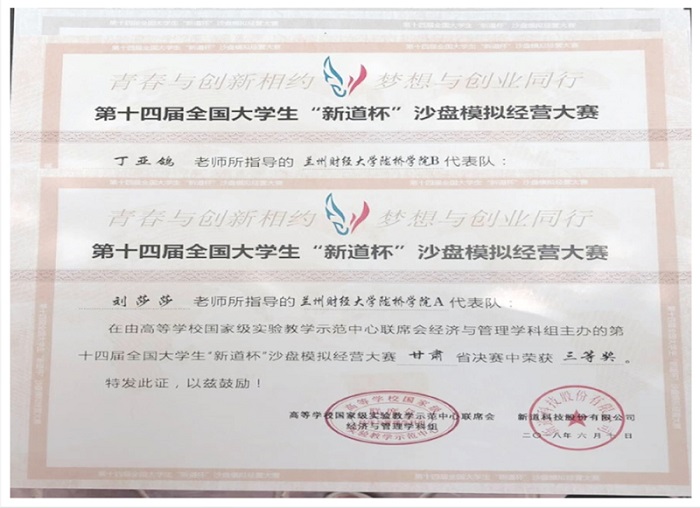 青春与创新相约 梦想与创业同行
第十四届全国大学生“新道杯”沙盘模拟经营大赛
丁亚鸽 老师所指导的 兰州财经大学陇桥学院B 代表队：
青春与创新相约 梦想与创业同行
第十四届全国大学生“新道杯”沙盘模拟经营大赛
刘莎莎 老师所指导的 兰州财经大学陇桥学院A 代表队：
在由高等学校国家级实验教学示范中心联席会经济与管理学科组主办的第
十四届全国大学生“新道杯”沙盘模拟经营大赛 甘肃 省决赛中荣获 三等奖 。
特发此证，以兹鼓励！
高等学校国家级实验教学示范中心联席会 新道科技股份有限公司
经济与管理学科组 二〇一八年六月十日